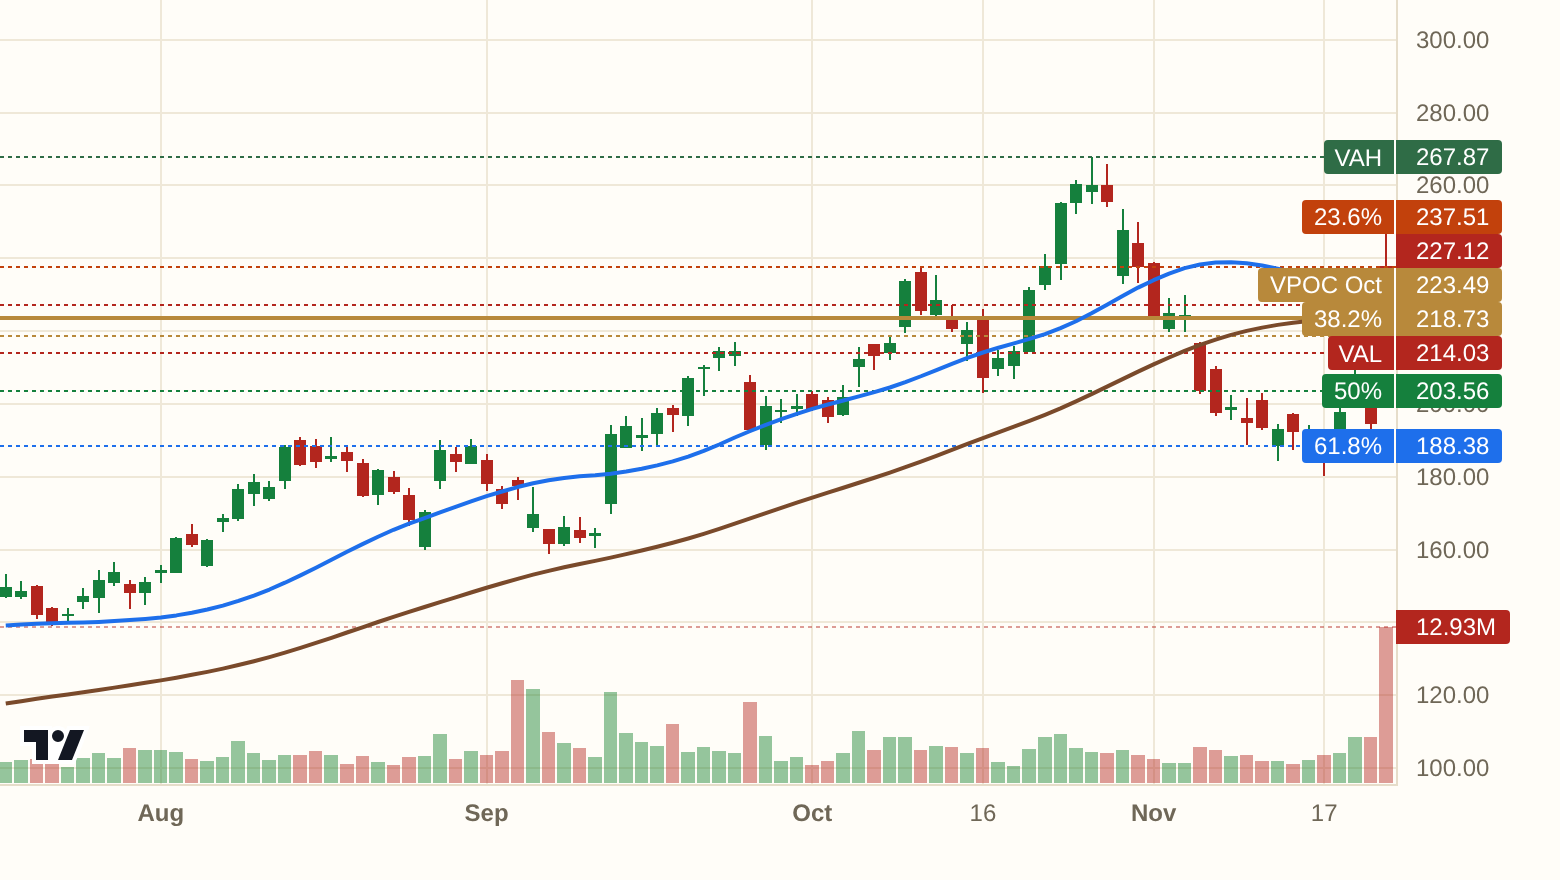 300.00
280.00
VAH 267.87
260.00
23.6% 237.51
227.12
VPOC Oct 223.49
38.2% 218.73
VAL 214.03
50% 203.56
200.00
61.8% 188.38
180.00
160.00
12.93M
120.00
100.00
Aug Sep Oct 16 Nov 17